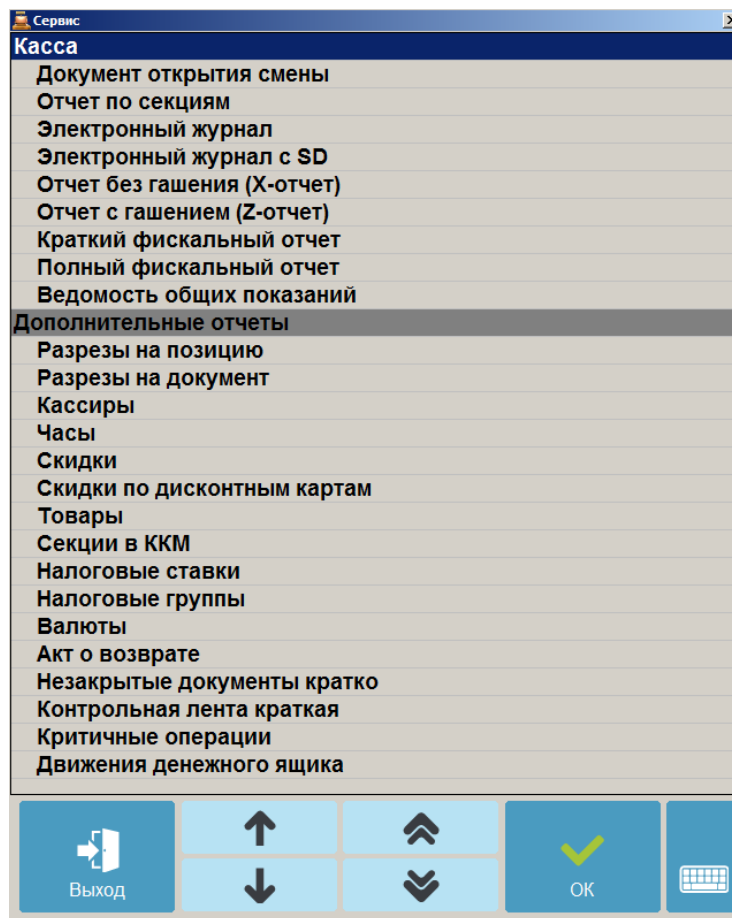 Сервис
Касса
Документ открытия смены
Отчет по секциям
Электронный журнал
Электронный журнал с SD
Отчет без гашения (X-отчет)
Отчет с гашением (Z-отчет)
Краткий фискальный отчет
Полный фискальный отчет
Ведомость общих показаний
Дополнительные отчеты
Разрезы на позицию
Разрезы на документ
Кассиры
Часы
Скидки
Скидки по дисконтным картам
Товары
Секции в ККМ
Налоговые ставки
Налоговые группы
Валюты
Акт о возврате
Незакрытые документы кратко
Контрольная лента краткая
Критичные операции
Движения денежного ящика
Выход
ОК